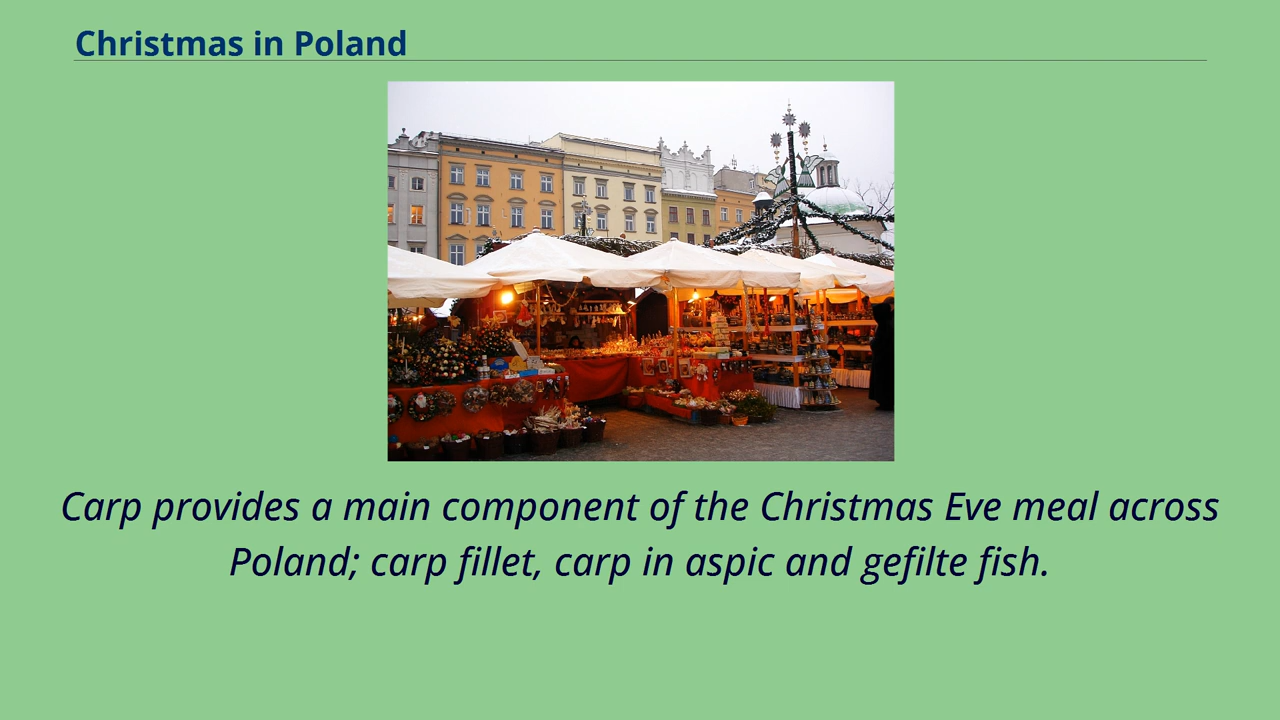 Christmas in Poland
Carp provides a main component of the Christmas Eve meal across
Poland; carp fillet, carp in aspic and gefilte fish.